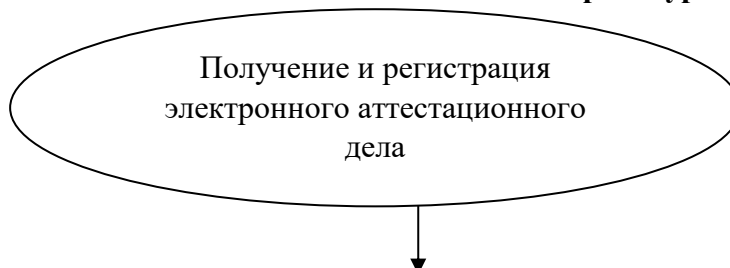 Получение и регистрация
электронного аттестационного
дела